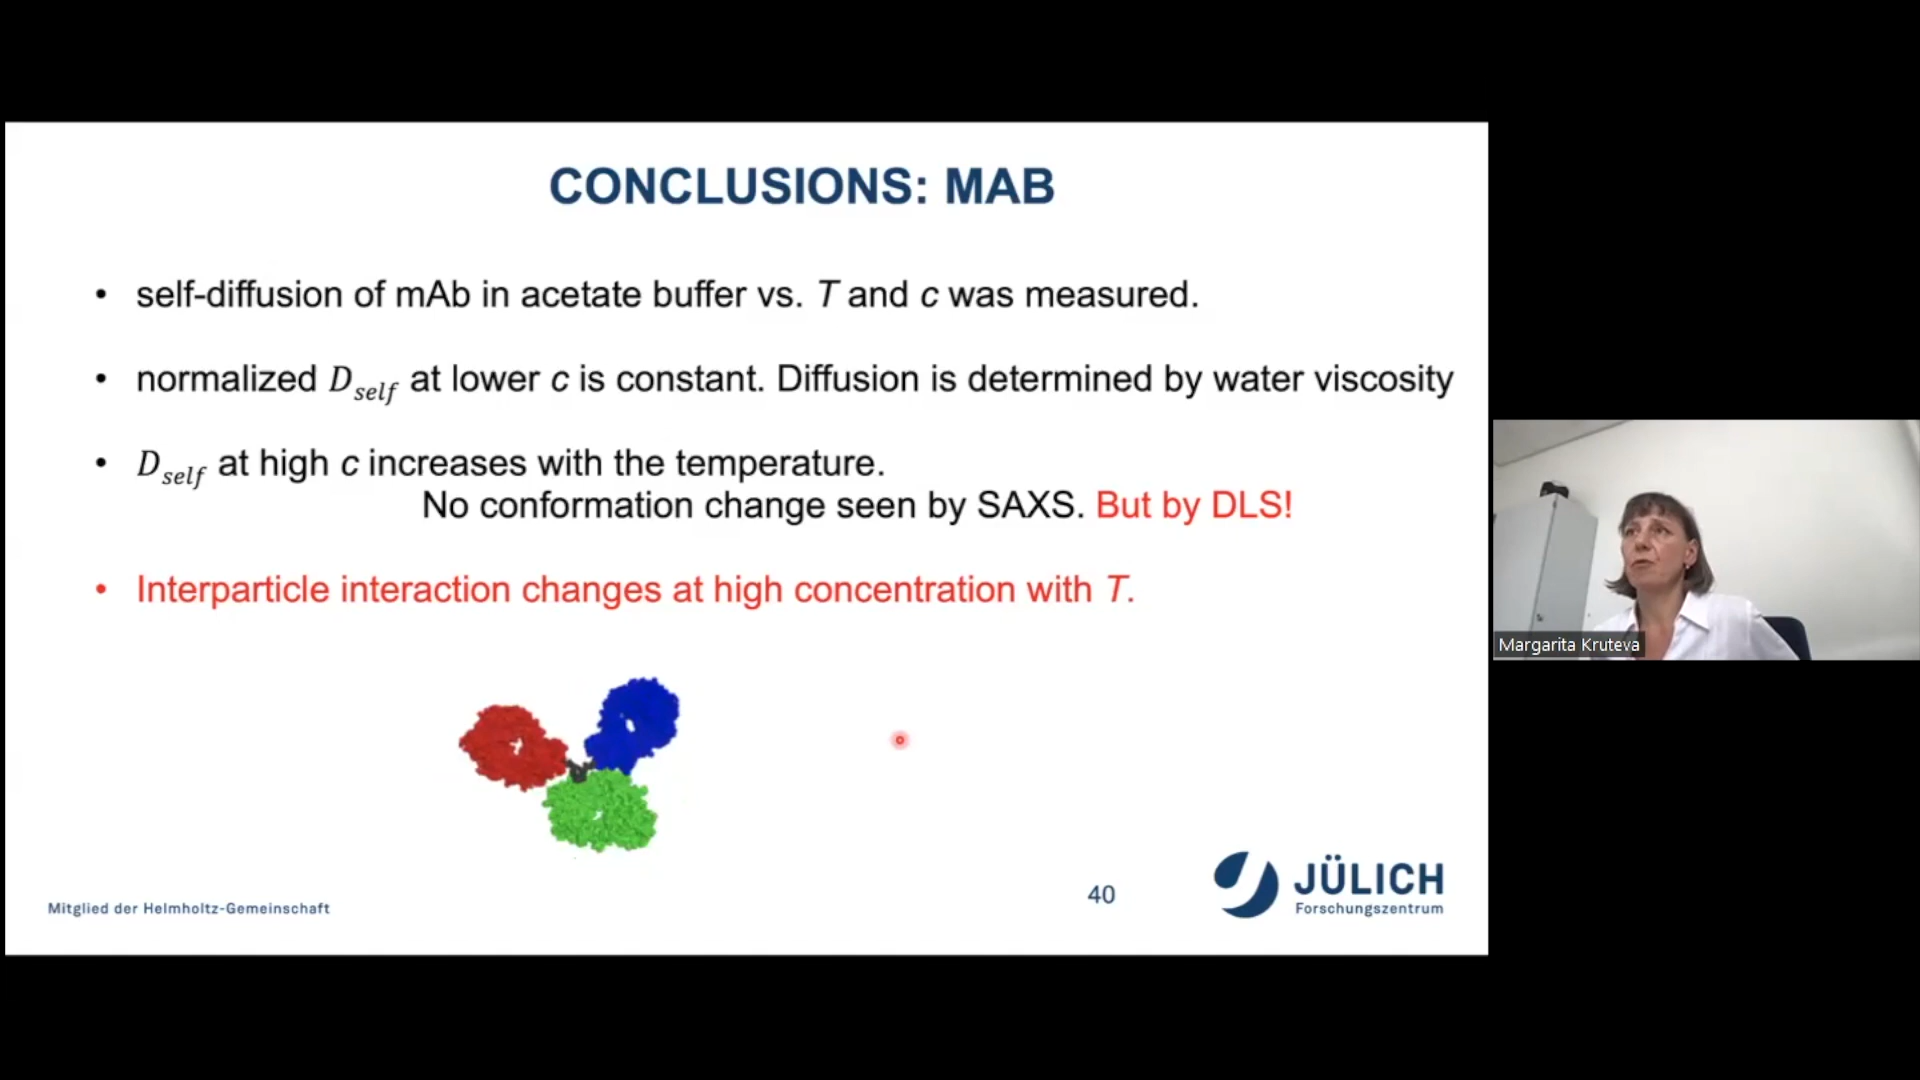 CONCLUSIONS: MAB
• self-diffusion of mAb in acetate buffer vs. T and c was measured.
• normalized D_self at lower c is constant. Diffusion is determined by water viscosity
• D_self at high c increases with the temperature.
No conformation change seen by SAXS. But by DLS!
• Interparticle interaction changes at high concentration with T.
Margarita Kruteva
Mitglied der Helmholtz-Gemeinschaft
40
JÜLICH
Forschungszentrum